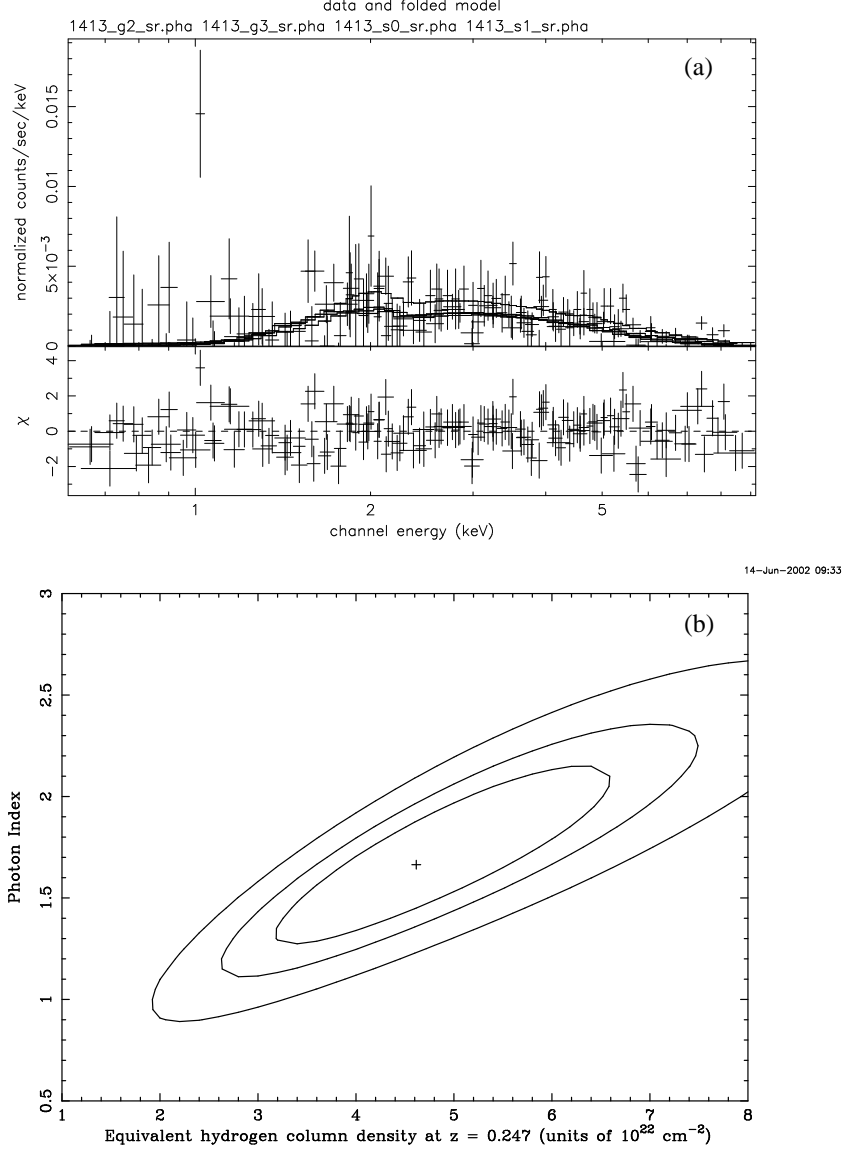 data and folded model
1413_g2_sr.pha 1413_g3_sr.pha 1413_s0_sr.pha 1413_s1_sr.pha
(a)
normalized counts/sec/keV
0.015
0.01
5×10⁻³
0
χ
4
2
0
−2
1 2 5
channel energy (keV)
14-Jun-2002 09:33
(b)
Photon Index
3
2.5
2
1.5
1
0.5
1 2 3 4 5 6 7 8
Equivalent hydrogen column density at z = 0.247 (units of 10²² cm⁻²)